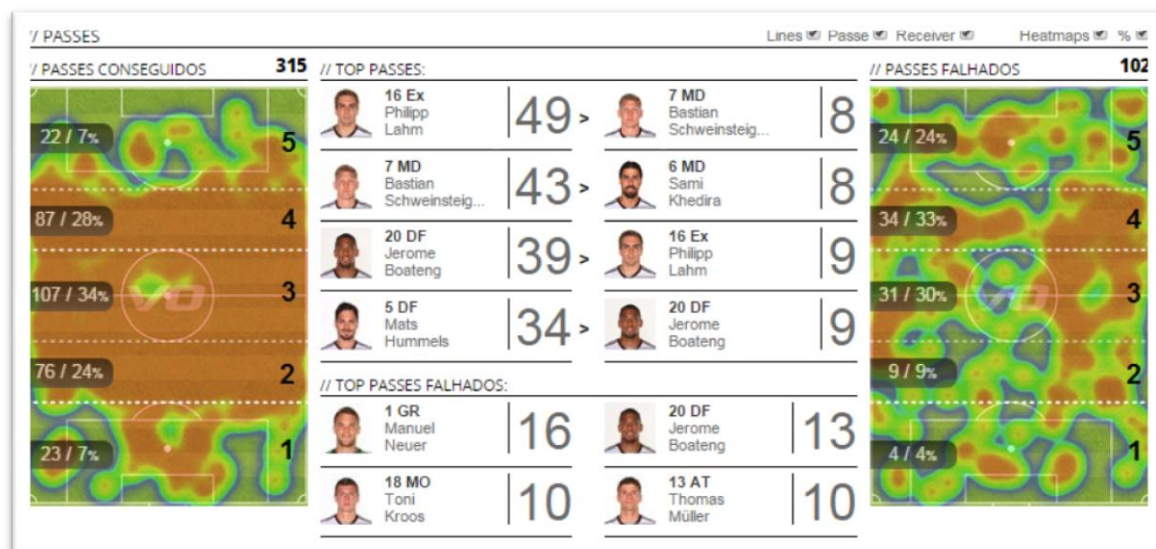 // PASSES
Lines Passe Receiver Heatmaps %
// PASSES CONSEGUIDOS 315
22 / 7% 5
87 / 28% 4
107 / 34% 3
76 / 24% 2
23 / 7% 1
// TOP PASSES:
16 Ex
Philipp
Lahm
49 >
7 MD
Bastian
Schweinsteig...
8
7 MD
Bastian
Schweinsteig...
43 >
6 MD
Sami
Khedira
8
20 DF
Jerome
Boateng
39 >
16 Ex
Philipp
Lahm
9
5 DF
Mats
Hummels
34 >
20 DF
Jerome
Boateng
9
// TOP PASSES FALHADOS:
1 GR
Manuel
Neuer
16
20 DF
Jerome
Boateng
13
18 MO
Toni
Kroos
10
13 AT
Thomas
Müller
10
// PASSES FALHADOS 102
24 / 24% 5
34 / 33% 4
31 / 30% 3
9 / 9% 2
4 / 4% 1